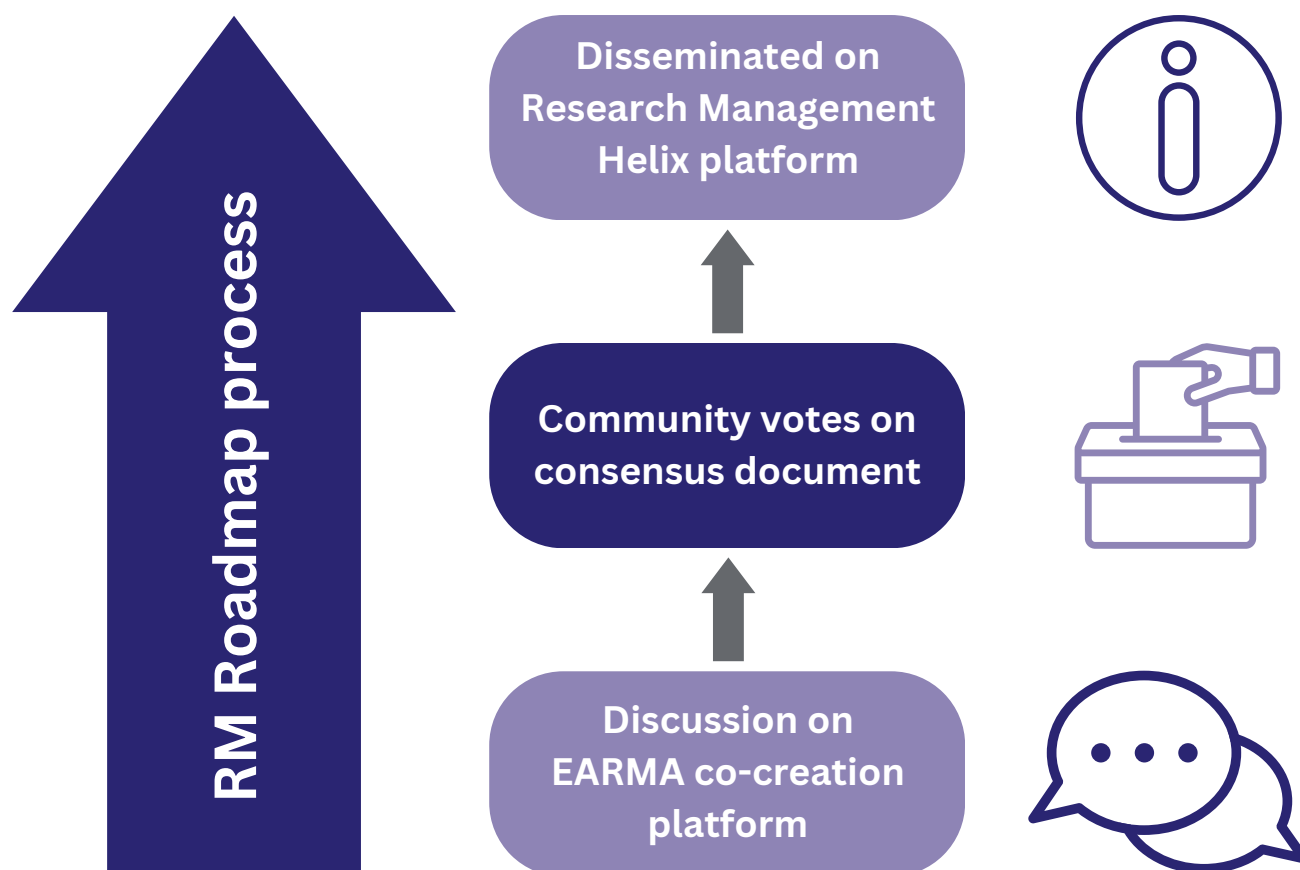 RM Roadmap process
Disseminated on
Research Management
Helix platform
Community votes on
consensus document
Discussion on
EARMA co-creation
platform